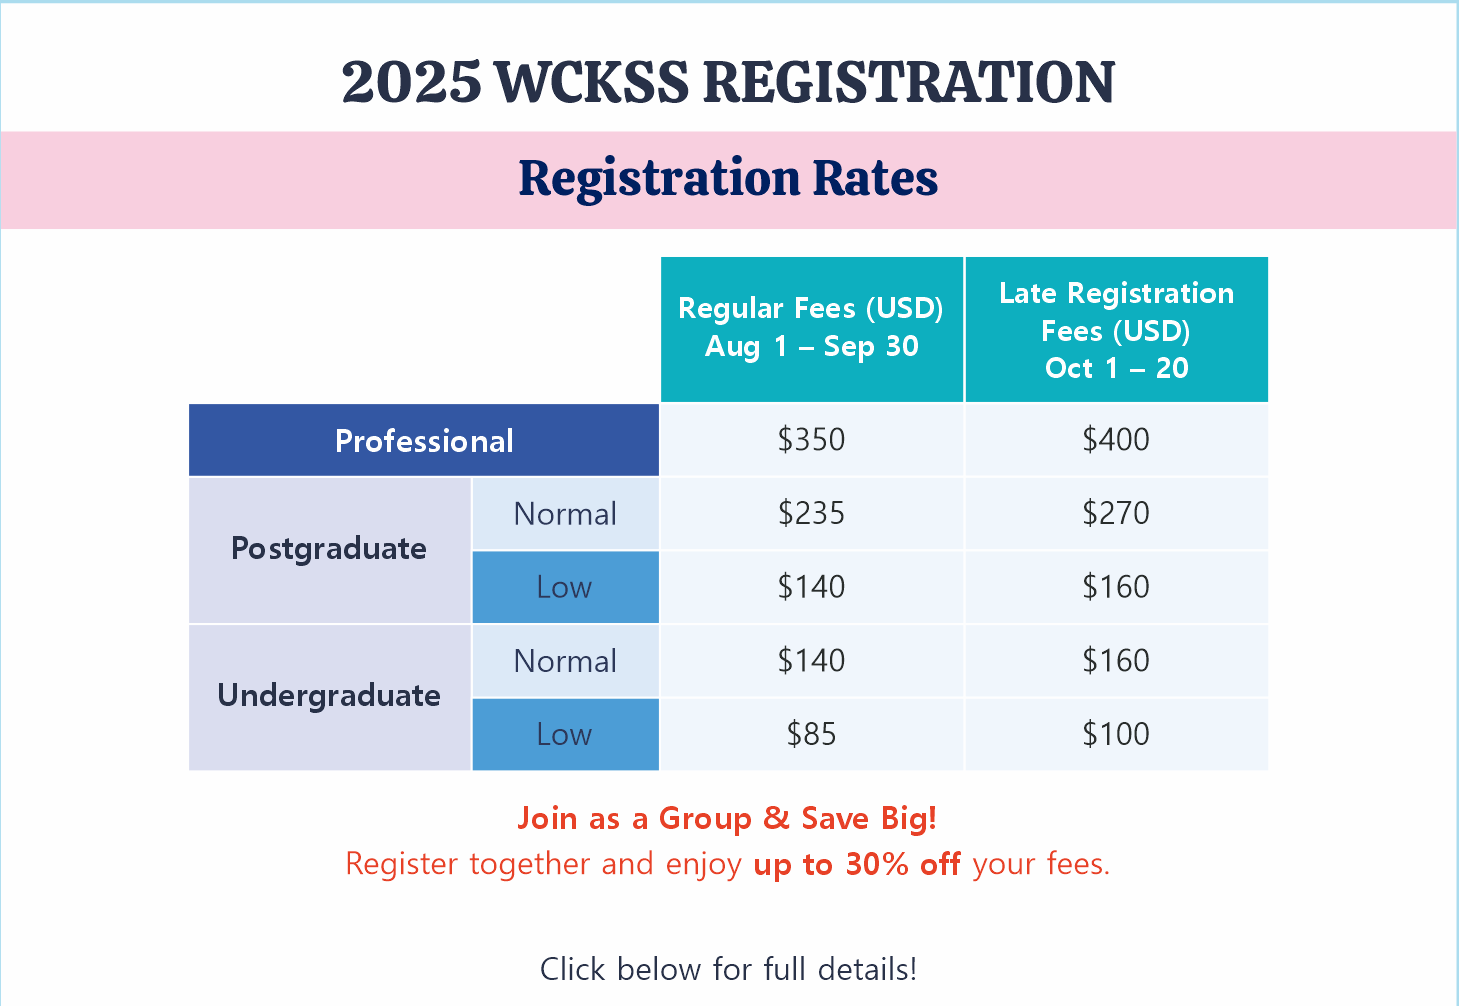 2025 WCKSS REGISTRATION
Registration Rates
Regular Fees (USD)
Aug 1 – Sep 30
Late Registration
Fees (USD)
Oct 1 – 20
Professional
$350
$400
Postgraduate
Normal
$235
$270
Low
$140
$160
Undergraduate
Normal
$140
$160
Low
$85
$100
Join as a Group & Save Big!
Register together and enjoy up to 30% off your fees.
Click below for full details!